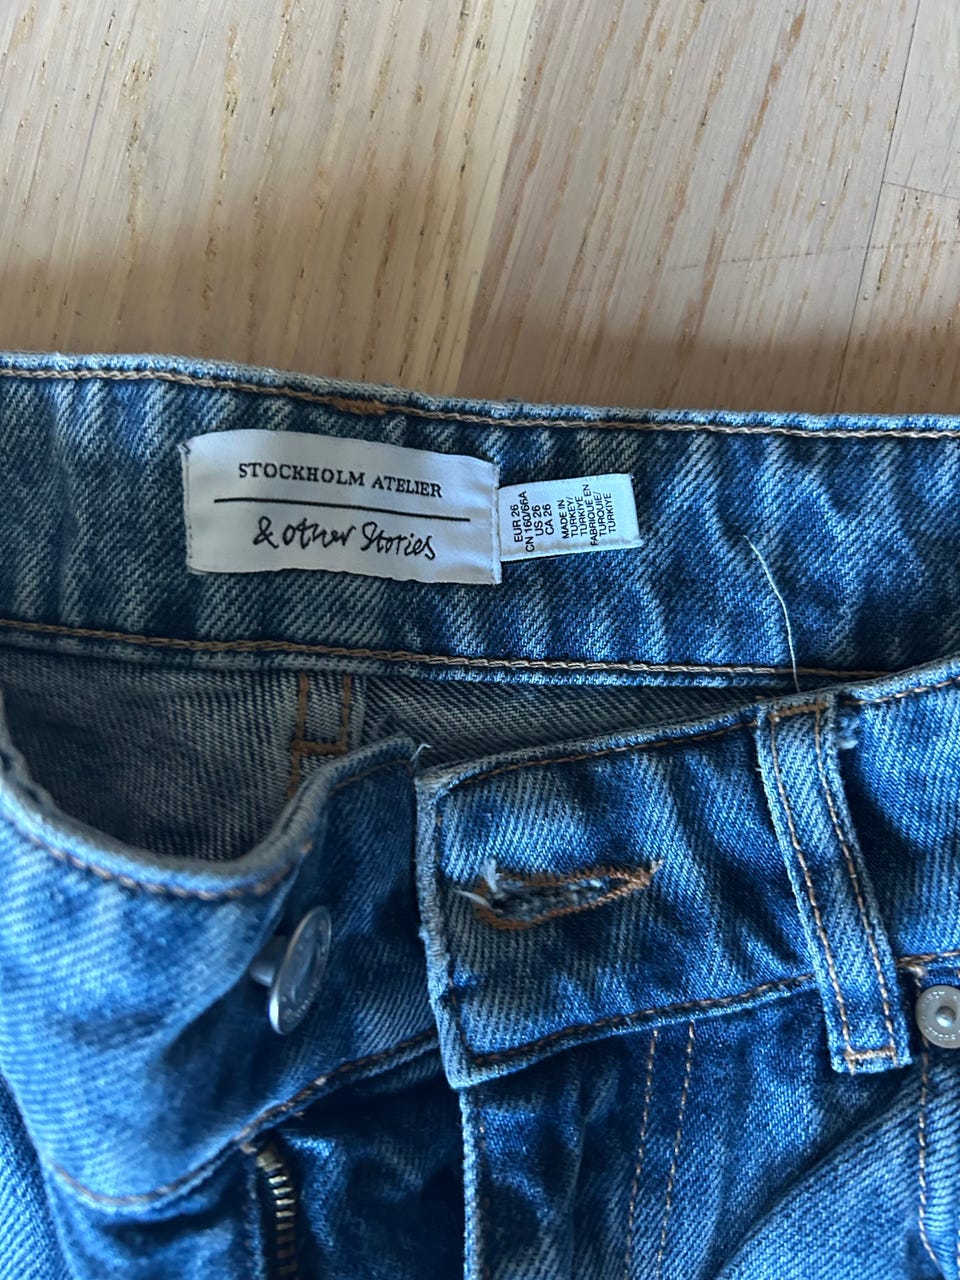 STOCKHOLM ATELIER
& Other Stories
EUR 26
CN 160/66A
US 26
CA 26
MADE IN
TURKEY/
TÜRKIYE
FABRIQUÉ EN
TURQUIE/
TÜRKIYE